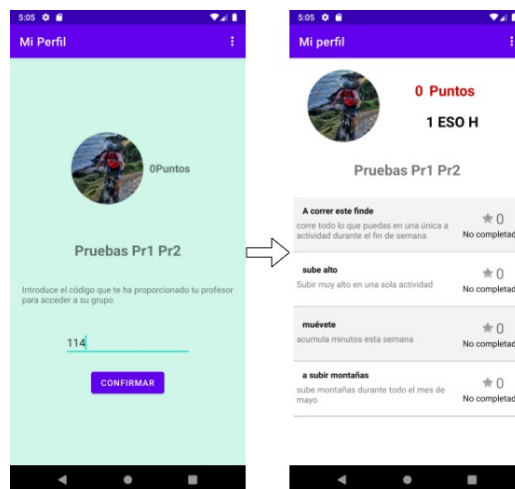 5:05
Mi Perfil
0Puntos
Pruebas Pr1 Pr2
Introduce el código que te ha proporcionado tu profesor
para acceder a su grupo
114
CONFIRMAR
5:05
Mi perfil
0 Puntos
1 ESO H
Pruebas Pr1 Pr2
A correr este finde
corre todo lo que puedas en una única a
actividad durante el fin de semana
0
No completad
sube alto
Subir muy alto en una sola actividad
0
No completad
muévete
acumula minutos esta semana
0
No completad
a subir montañas
sube montañas durante todo el mes de
mayo
0
No completad